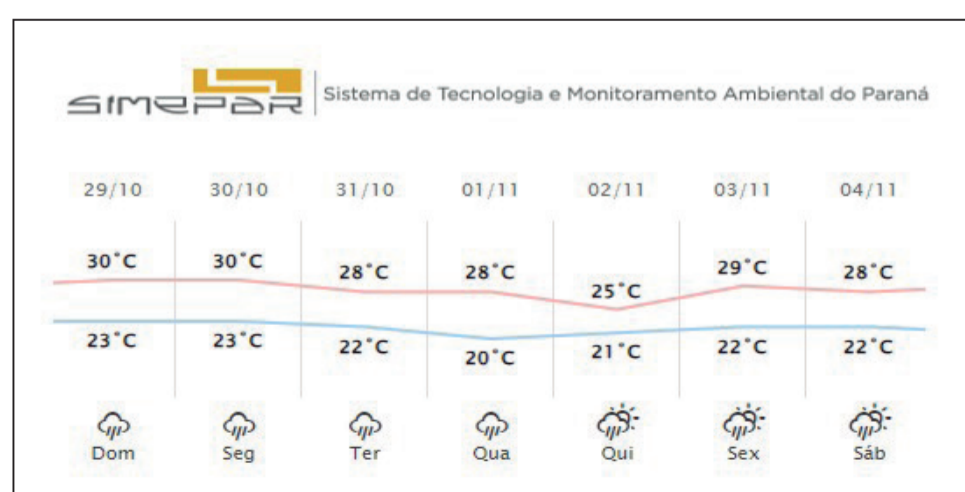 SIMEPAR Sistema de Tecnologia e Monitoramento Ambiental do Paraná
29/10 30/10 31/10 01/11 02/11 03/11 04/11
30°C 30°C 28°C 28°C 25°C 29°C 28°C
23°C 23°C 22°C 20°C 21°C 22°C 22°C
Dom Seg Ter Qua Qui Sex Sáb